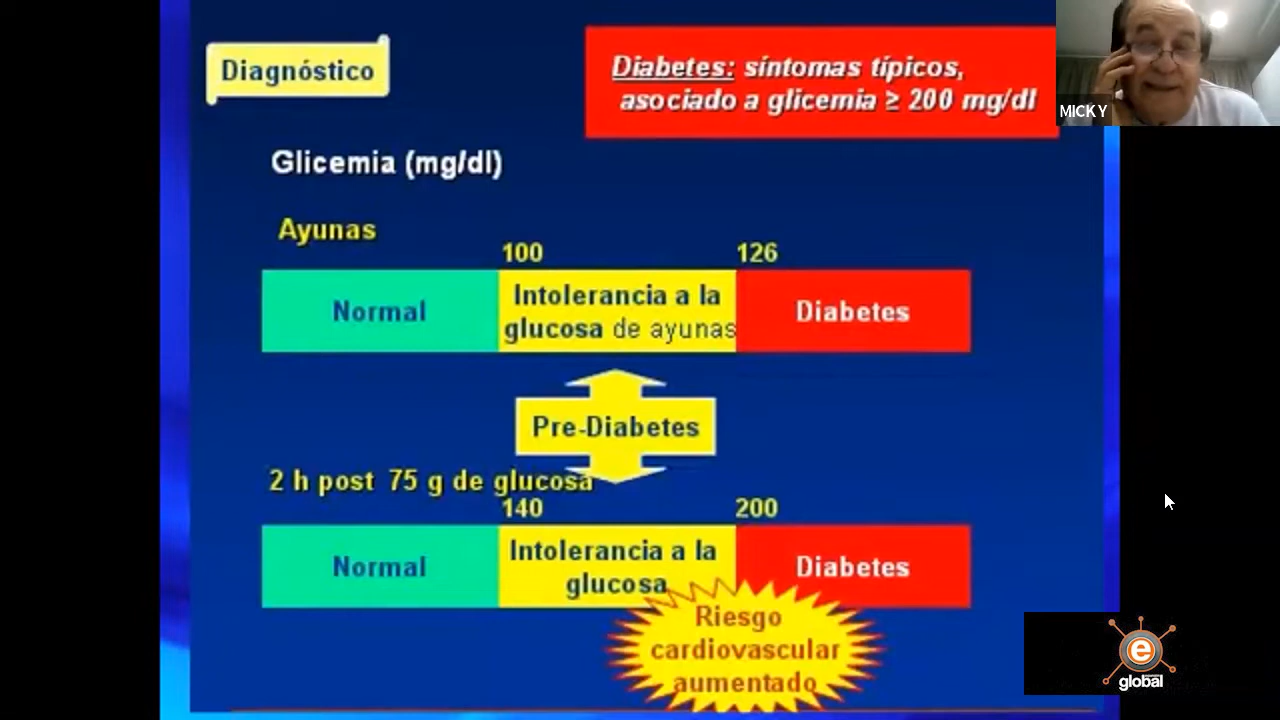 Diagnóstico
Diabetes: síntomas típicos,
asociado a glicemia ≥ 200 mg/dl
MICKY
Glicemia (mg/dl)
Ayunas
100
126
Normal
Intolerancia a la
glucosa de ayunas
Diabetes
Pre-Diabetes
2 h post 75 g de glucosa
140
200
Normal
Intolerancia a la
glucosa
Diabetes
Riesgo
cardiovascular
aumentado
e
global